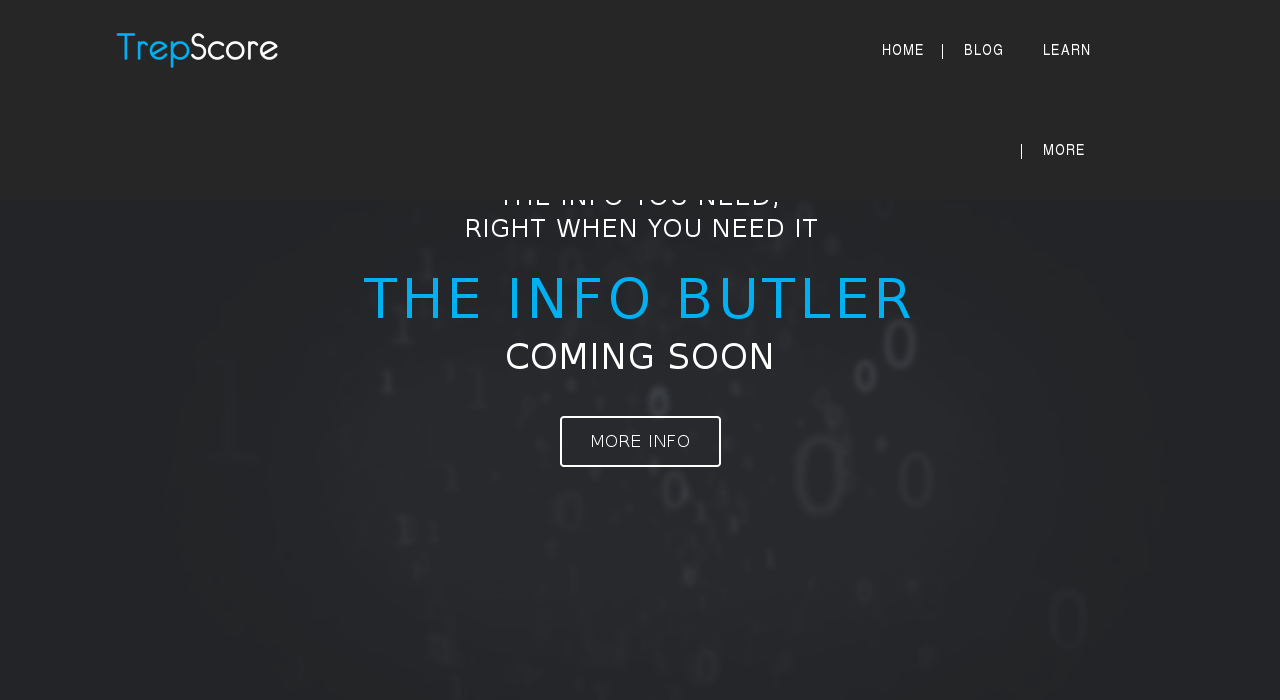 TrepScore
HOME | BLOG LEARN
| MORE
THE INFO YOU NEED,
RIGHT WHEN YOU NEED IT
THE INFO BUTLER
COMING SOON
MORE INFO